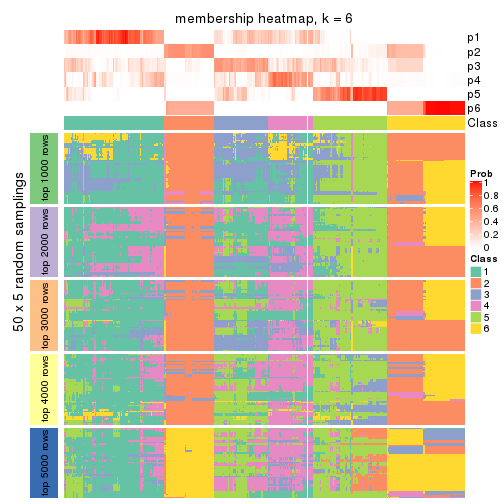 membership heatmap, k = 6
p1
p2
p3
p4
p5
p6
Class
50 x 5 random samplings
top 1000 rows
top 2000 rows
top 3000 rows
top 4000 rows
top 5000 rows
Prob
1
0.8
0.6
0.4
0.2
0
Class
1
2
3
4
5
6